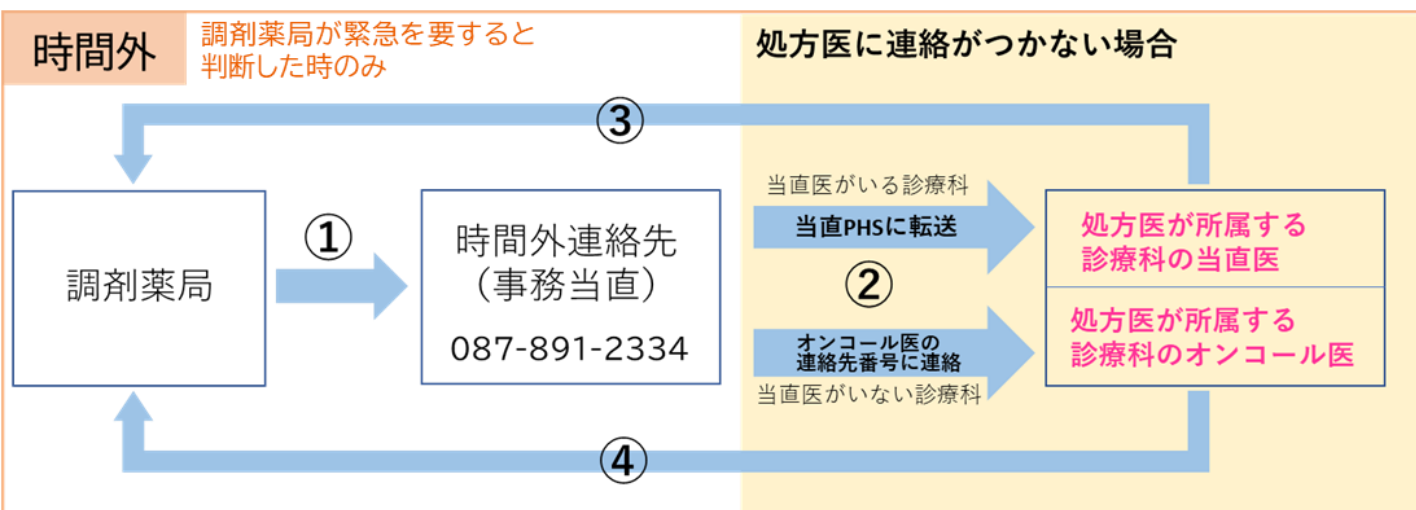 時間外
調剤薬局が緊急を要すると
判断した時のみ
処方医に連絡がつかない場合
③
調剤薬局
①
時間外連絡先
（事務当直）
087-891-2334
当直医がいる診療科
当直PHSに転送
②
オンコール医の
連絡先番号に連絡
当直医がいない診療科
処方医が所属する
診療科の当直医
処方医が所属する
診療科のオンコール医
④